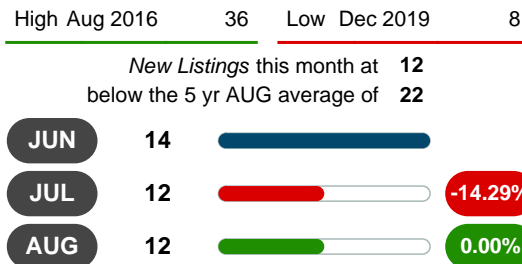 High Aug 2016 36 Low Dec 2019 8
New Listings this month at 12
below the 5 yr AUG average of 22
JUN 14
JUL 12 -14.29%
AUG 12 0.00%